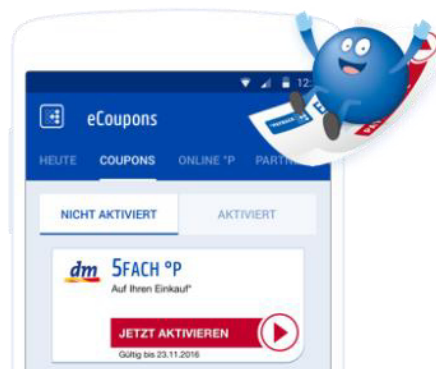 12:
eCoupons
HEUTE COUPONS ONLINE °P PARTN
NICHT AKTIVIERT AKTIVIERT
dm 5FACH °P
Auf Ihren Einkauf*
JETZT AKTIVIEREN
Gültig bis 23.11.2016